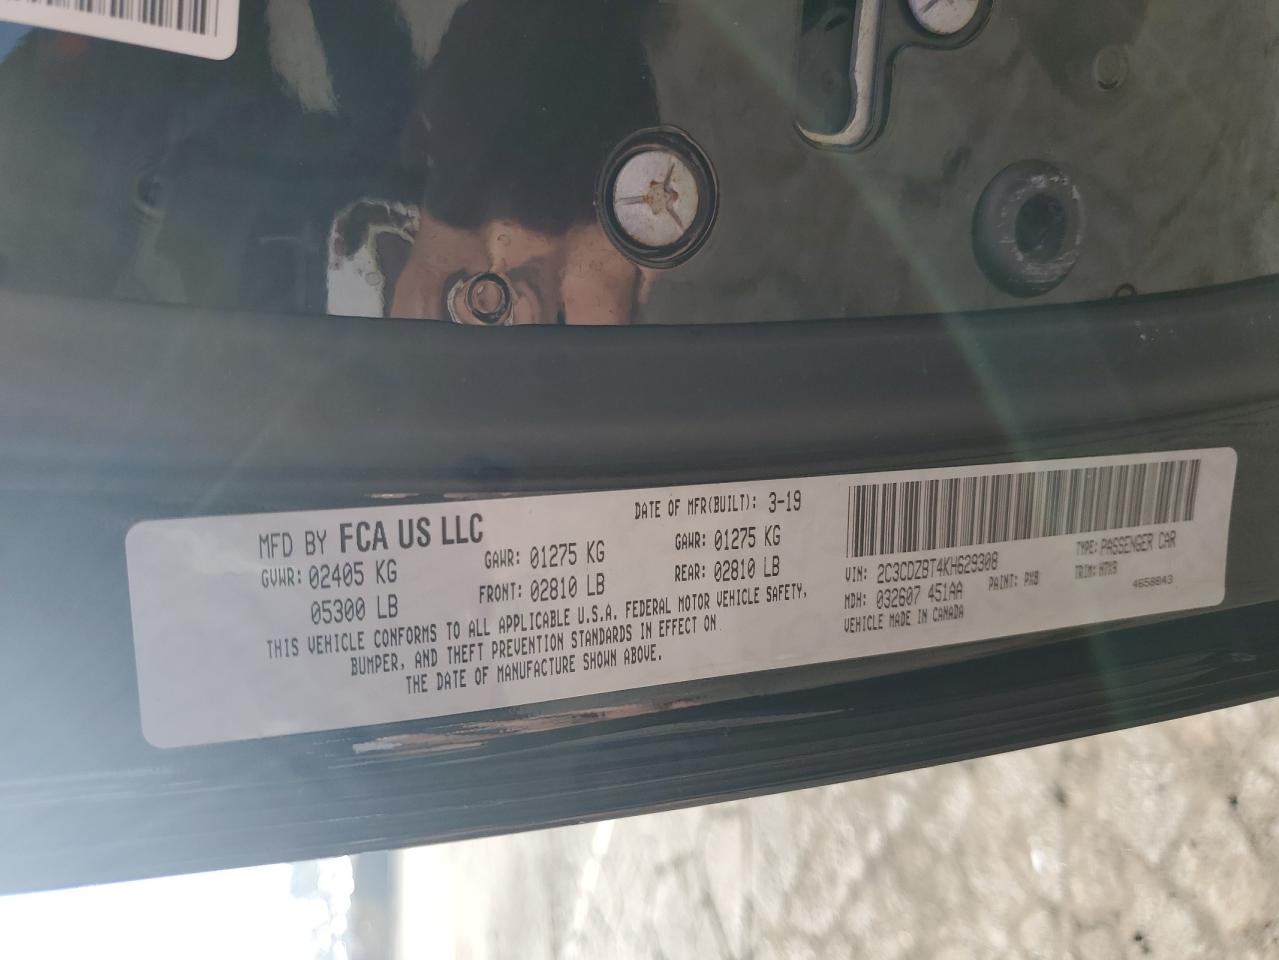 MFD BY FCA US LLC
DATE OF MFR(BUILT): 3-19
GVWR: 02405 KG
05300 LB
GAWR: 01275 KG
FRONT: 02810 LB
GAWR: 01275 KG
REAR: 02810 LB
THIS VEHICLE CONFORMS TO ALL APPLICABLE U.S.A. FEDERAL MOTOR VEHICLE SAFETY,
BUMPER, AND THEFT PREVENTION STANDARDS IN EFFECT ON
THE DATE OF MANUFACTURE SHOWN ABOVE.
VIN: 2C3CDZBT4KH629308
TYPE: PASSENGER CAR
MDH: 032607 451AA
PAINT: PX8
TRIM:
VEHICLE MADE IN CANADA
4658843